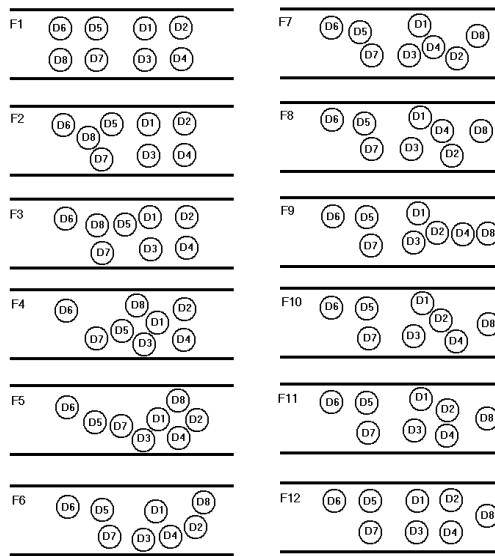 F1
D6 D5 D1 D2
D8 D7 D3 D4
F2
D6 D5 D1 D2
D8
D7 D3 D4
F3
D6 D8 D5 D1 D2
D7 D3 D4
F4
D6 D8 D2
D5 D1
D7 D3 D4
F5
D6 D8
D5 D7 D1 D2
D3 D4
F6
D6 D5 D1 D8
D2
D7 D3 D4
F7
D6 D5 D1 D8
D7 D3 D4 D2
F8
D6 D5 D1
D4 D8
D7 D3 D2
F9
D6 D5 D1
D2 D4 D8
D7 D3
F10
D6 D5 D1
D2 D8
D7 D3 D4
F11
D6 D5 D1
D2 D8
D7 D3 D4
F12
D6 D5 D1 D2
D8
D7 D3 D4